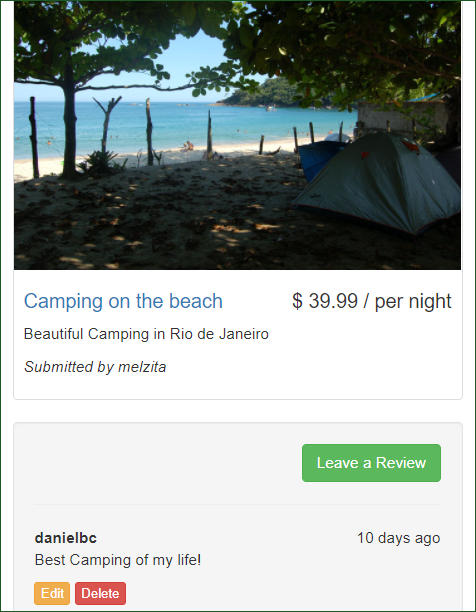 Camping on the beach $ 39.99 / per night
Beautiful Camping in Rio de Janeiro
Submitted by melzita
Leave a Review
danielbc 10 days ago
Best Camping of my life!
Edit Delete